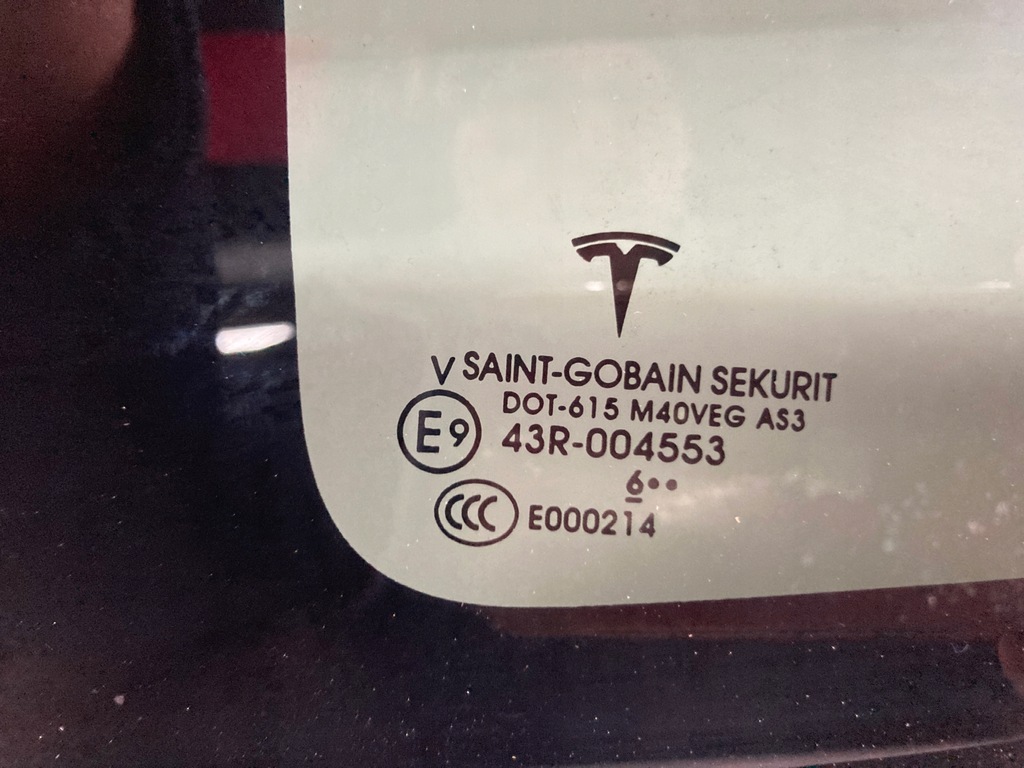 V SAINT-GOBAIN SEKURIT
DOT-615 M40VEG AS3
E9 43R-004553
6••
CCC E000214